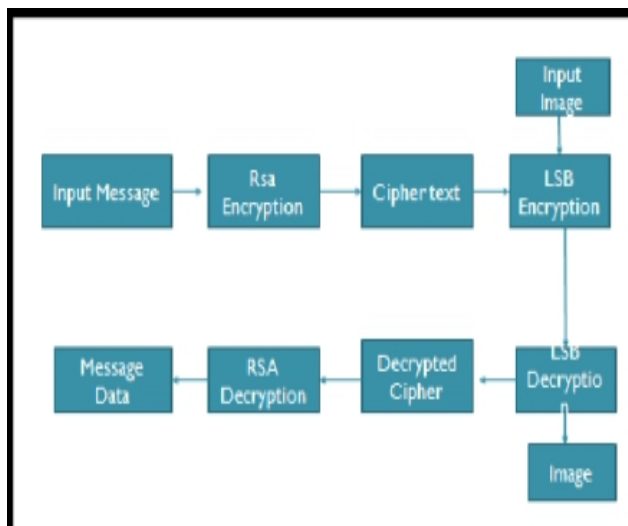 Input
Image
Input Message
Rsa
Encryption
Cipher text
LSB
Encryption
Message
Data
RSA
Decryption
Decrypted
Cipher
LSB
Decryptio
n
Image